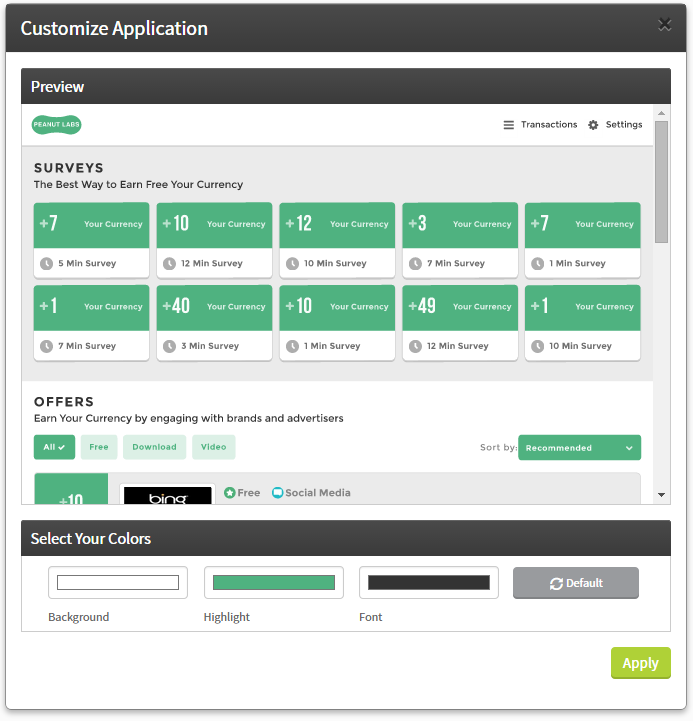 Customize Application
Preview
PEANUT LABS
Transactions Settings
SURVEYS
The Best Way to Earn Free Your Currency
+7 Your Currency +10 Your Currency +12 Your Currency +3 Your Currency +7 Your Currency
5 Min Survey 12 Min Survey 10 Min Survey 7 Min Survey 1 Min Survey
+1 Your Currency +40 Your Currency +10 Your Currency +49 Your Currency +1 Your Currency
7 Min Survey 3 Min Survey 1 Min Survey 12 Min Survey 10 Min Survey
OFFERS
Earn Your Currency by engaging with brands and advertisers
All Free Download Video Sort by: Recommended
+10 bing Free Social Media
Select Your Colors
Default
Background Highlight Font
Apply